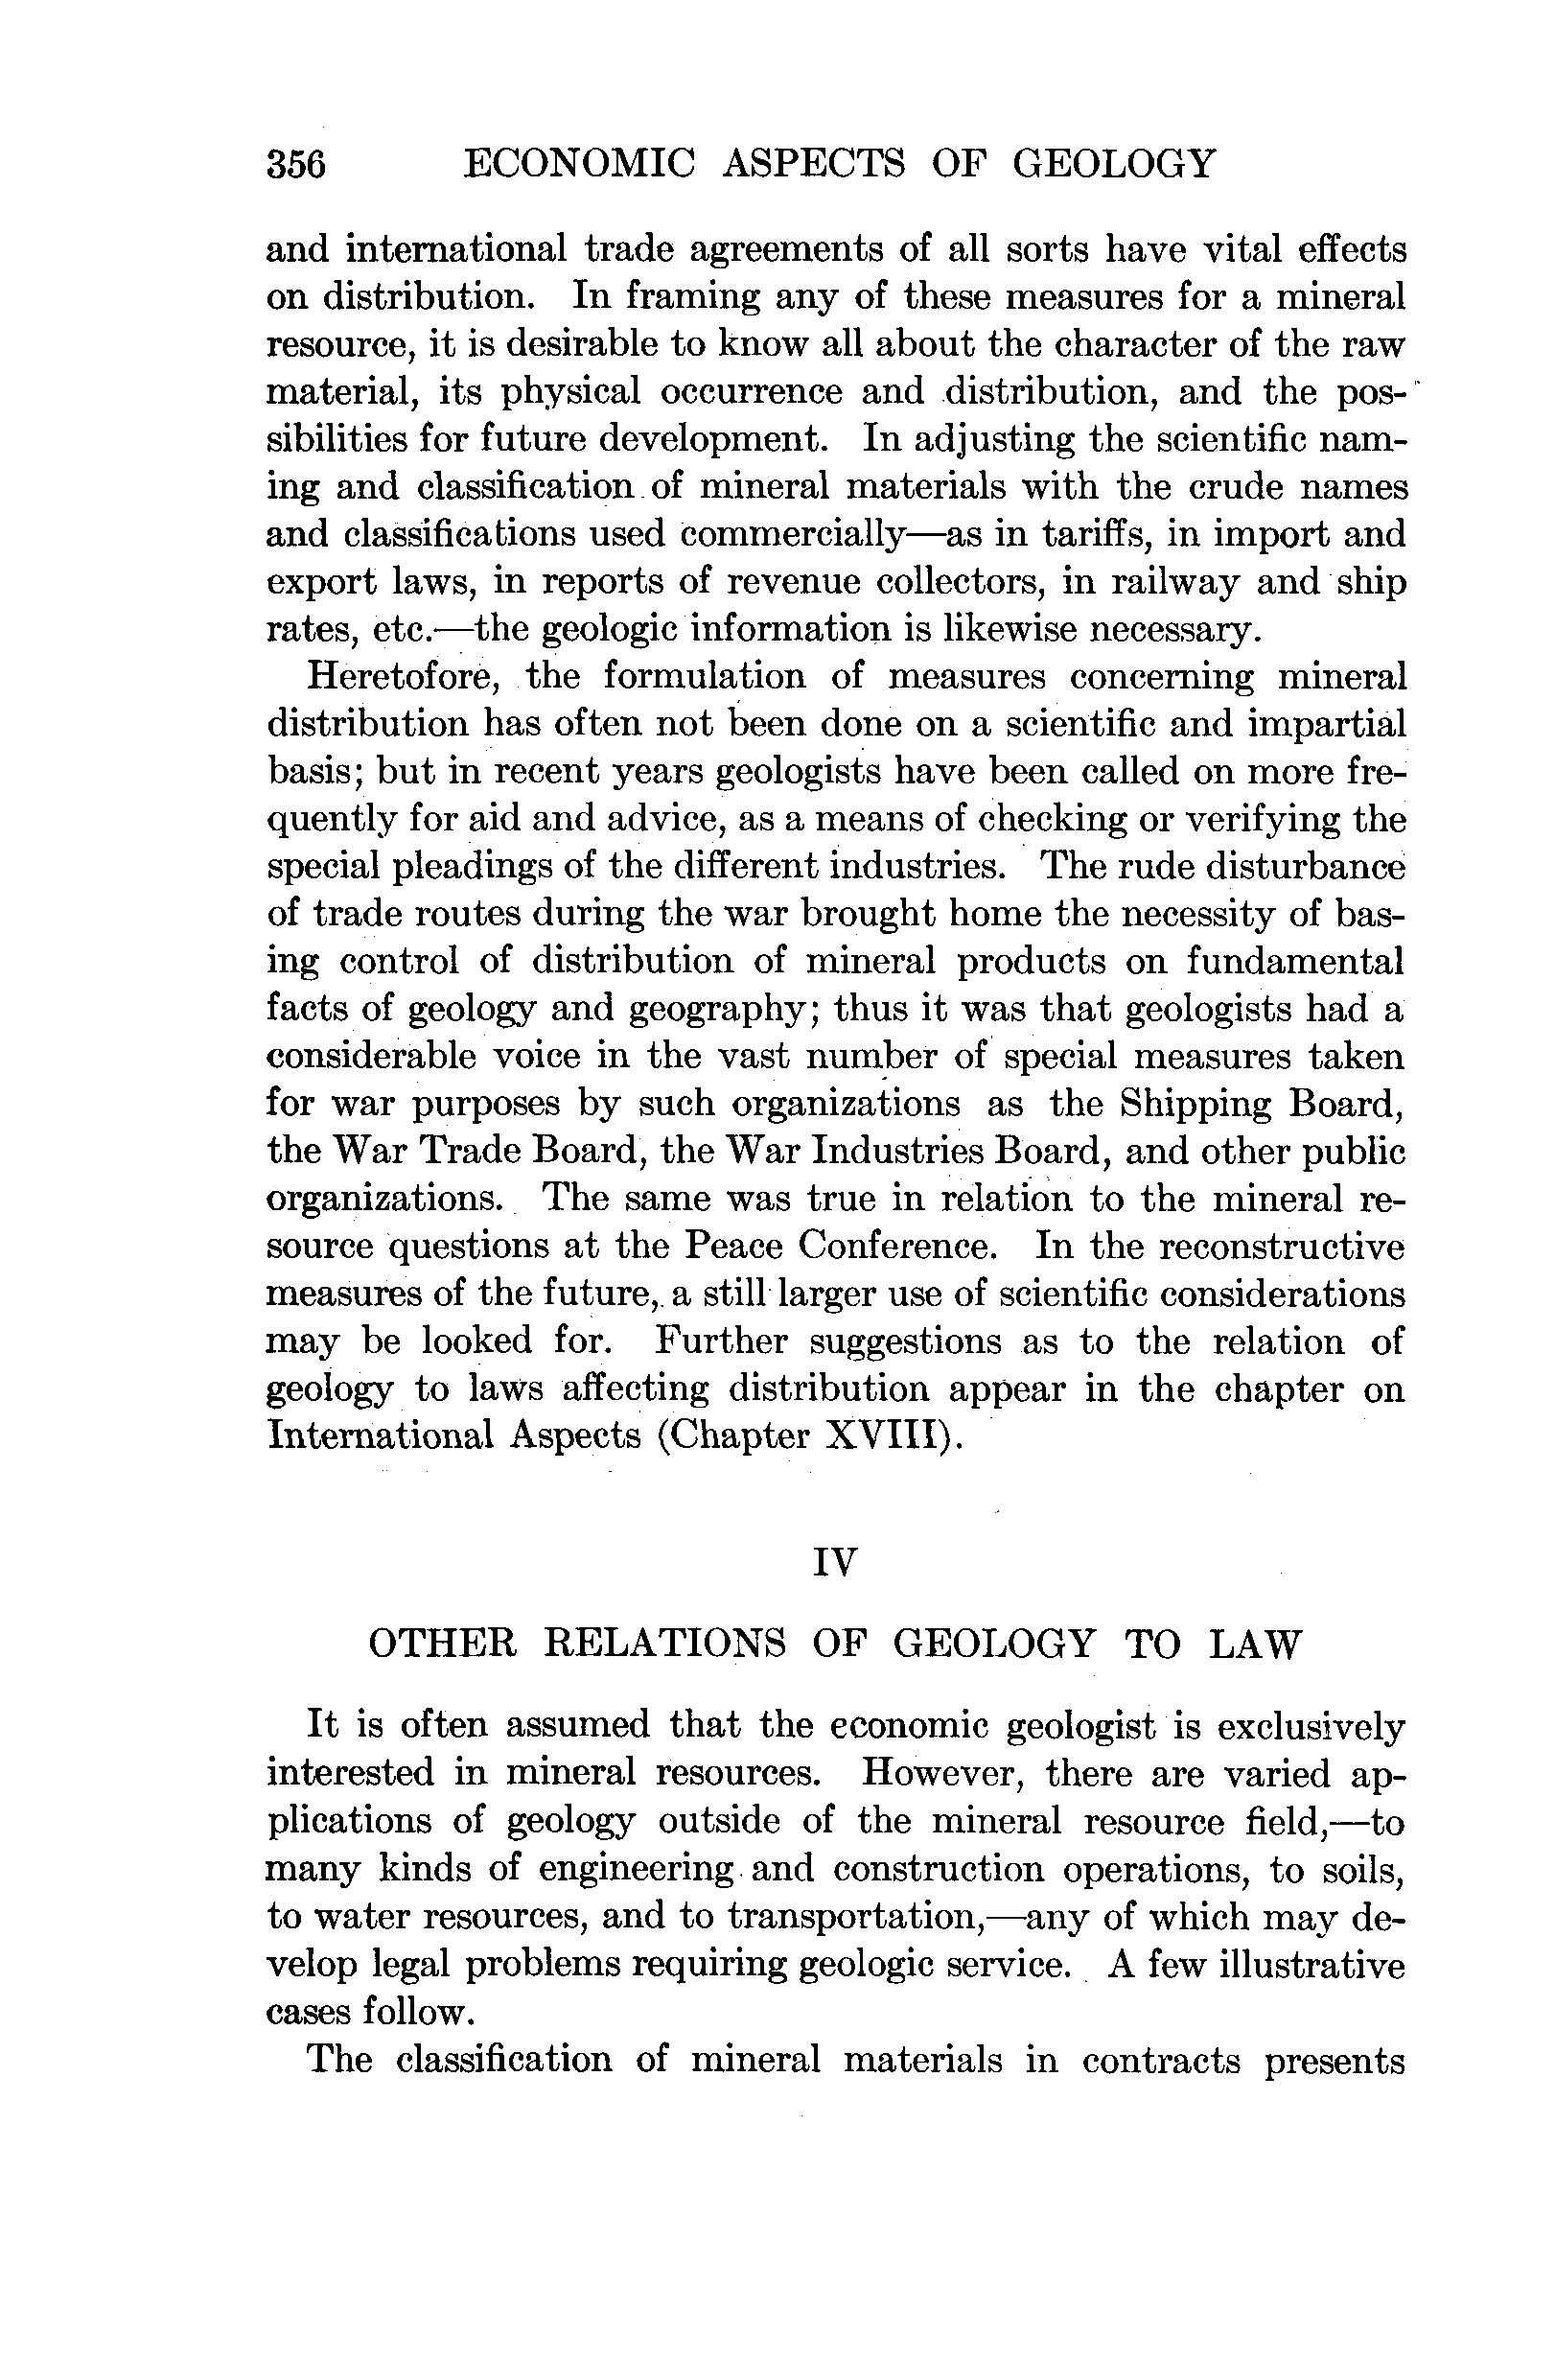 356 ECONOMIC ASPECTS OF GEOLOGY
and international trade agreements of all sorts have vital effects
on distribution. In framing any of these measures for a mineral
resource, it is desirable to know all about the character of the raw
material, its physical occurrence and distribution, and the pos-
sibilities for future development. In adjusting the scientific nam-
ing and classification of mineral materials with the crude names
and classifications used commercially—as in tariffs, in import and
export laws, in reports of revenue collectors, in railway and ship
rates, etc.—the geologic information is likewise necessary.
Heretofore, the formulation of measures concerning mineral
distribution has often not been done on a scientific and impartial
basis; but in recent years geologists have been called on more fre-
quently for aid and advice, as a means of checking or verifying the
special pleadings of the different industries. The rude disturbance
of trade routes during the war brought home the necessity of bas-
ing control of distribution of mineral products on fundamental
facts of geology and geography; thus it was that geologists had a
considerable voice in the vast number of special measures taken
for war purposes by such organizations as the Shipping Board,
the War Trade Board, the War Industries Board, and other public
organizations. The same was true in relation to the mineral re-
source questions at the Peace Conference. In the reconstructive
measures of the future, a still larger use of scientific considerations
may be looked for. Further suggestions as to the relation of
geology to laws affecting distribution appear in the chapter on
International Aspects (Chapter XVIII).
IV
OTHER RELATIONS OF GEOLOGY TO LAW
It is often assumed that the economic geologist is exclusively
interested in mineral resources. However, there are varied ap-
plications of geology outside of the mineral resource field,—to
many kinds of engineering and construction operations, to soils,
to water resources, and to transportation,—any of which may de-
velop legal problems requiring geologic service. A few illustrative
cases follow.
The classification of mineral materials in contracts presents